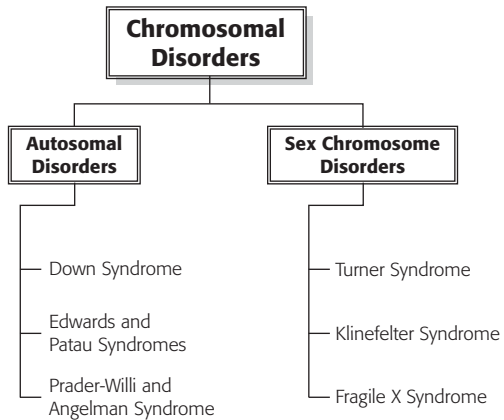 Chromosomal
Disorders
Autosomal
Disorders
Down Syndrome
Edwards and
Patau Syndromes
Prader-Willi and
Angelman Syndrome
Sex Chromosome
Disorders
Turner Syndrome
Klinefelter Syndrome
Fragile X Syndrome